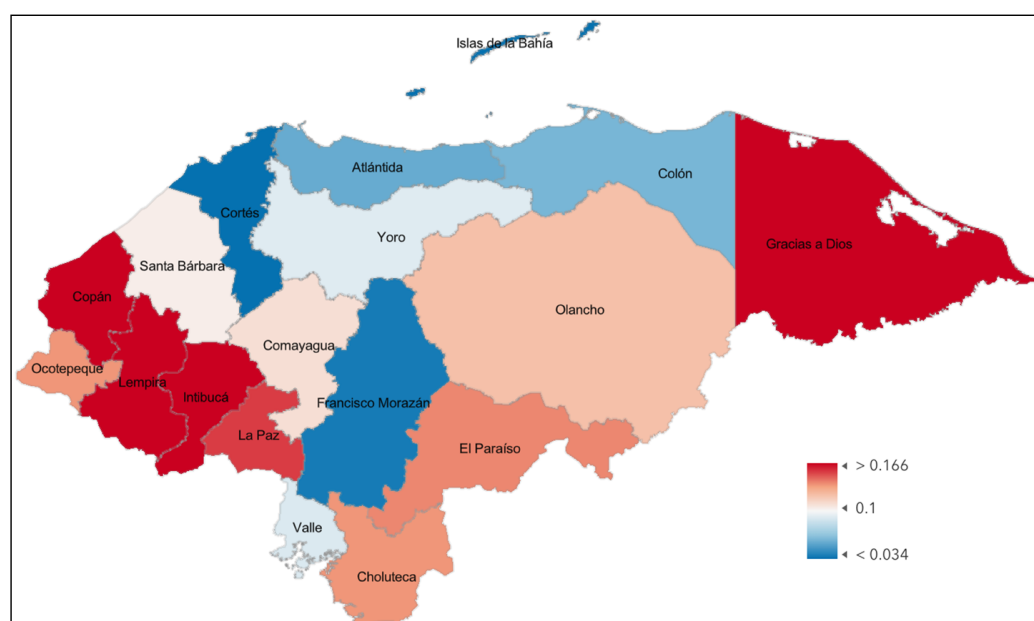 Islas de la Bahía
Atlántida
Colón
Cortés
Yoro
Gracias a Dios
Santa Bárbara
Copán
Olancho
Comayagua
Ocotepeque
Lempira
Intibucá
Francisco Morazán
La Paz
El Paraíso
> 0.166
0.1
< 0.034
Valle
Choluteca